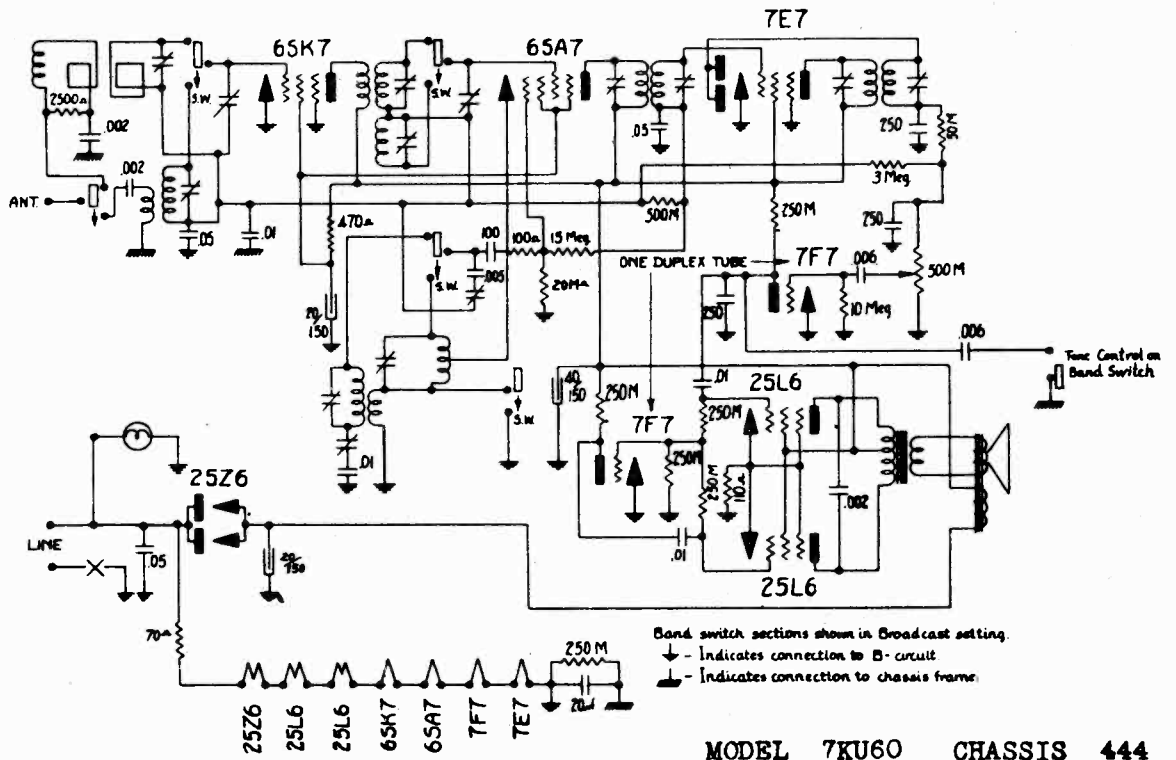 7E7
6SK7
6SA7
2500Ω
.002
S.W.
S.W.
.05
250
50M
.002
3 Meg.
ANT.
.05
.01
470Ω
500M
250M
250
100
100Ω
15 Meg
ONE DUPLEX TUBE
7F7
.006
500M
S.W.
.005
20MΩ
10 Meg
20/150
250
.006
Tone Control on
Band Switch
40/150
250M
.01
25L6
250M
7F7
S.W.
250M
250M
110Ω
.002
.01
.01
25Z6
LINE
.05
20/150
25L6
70Ω
Band switch sections shown in Broadcast setting.
- Indicates connection to B- circuit
- Indicates connection to chassis frame.
250 M
25Z6
25L6
25L6
6SK7
6SA7
7F7
7E7
MODEL 7KU60 CHASSIS 444